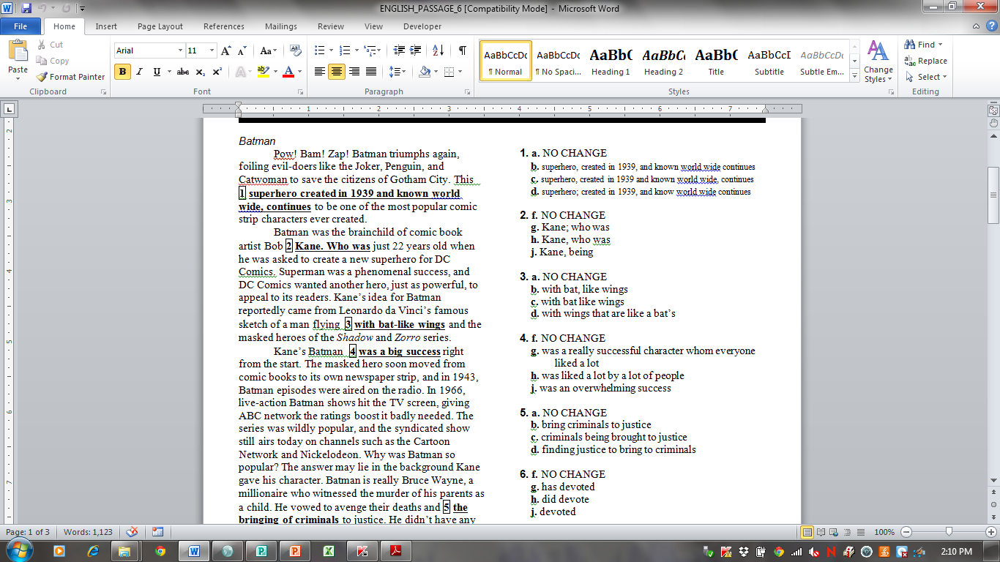 ENGLISH_PASSAGE_6 [Compatibility Mode] - Microsoft Word
File Home Insert Page Layout References Mailings Review View Developer
Paste
Cut
Copy
Format Painter
Clipboard
Arial 11
Font
Paragraph
AaBbCcDc AaBbCcDc AaBbC AaBbCc AaBbC AaBbCcI AaBbCcDc
¶ Normal ¶ No Spaci... Heading 1 Heading 2 Title Subtitle Subtle Em...
Styles
Change Styles
Find
Replace
Select
Editing
1 2 3 4 5 6 7
Batman
Pow! Bam! Zap! Batman triumphs again,
foiling evil-doers like the Joker, Penguin, and
Catwoman to save the citizens of Gotham City. This
1 superhero created in 1939 and known world
wide, continues to be one of the most popular comic
strip characters ever created.
Batman was the brainchild of comic book
artist Bob 2 Kane. Who was just 22 years old when
he was asked to create a new superhero for DC
Comics. Superman was a phenomenal success, and
DC Comics wanted another hero, just as powerful, to
appeal to its readers. Kane’s idea for Batman
reportedly came from Leonardo da Vinci’s famous
sketch of a man flying 3 with bat-like wings and the
masked heroes of the Shadow and Zorro series.
Kane’s Batman 4 was a big success right
from the start. The masked hero soon moved from
comic books to its own newspaper strip, and in 1943,
Batman episodes were aired on the radio. In 1966,
live-action Batman shows hit the TV screen, giving
ABC network the ratings boost it badly needed. The
series was wildly popular, and the syndicated show
still airs today on channels such as the Cartoon
Network and Nickelodeon. Why was Batman so
popular? The answer may lie in the background Kane
gave his character. Batman is really Bruce Wayne, a
millionaire who witnessed the murder of his parents as
a child. He vowed to avenge their deaths and 5 the
bringing of criminals to justice. He didn’t have any
1. a. NO CHANGE
b. superhero, created in 1939, and known world wide continues
c. superhero, created in 1939 and known world wide, continues
d. superhero; created in 1939, and know world wide continues
2. f. NO CHANGE
g. Kane; who was
h. Kane, who was
j. Kane, being
3. a. NO CHANGE
b. with bat, like wings
c. with bat like wings
d. with wings that are like a bat’s
4. f. NO CHANGE
g. was a really successful character whom everyone
liked a lot
h. was liked a lot by a lot of people
j. was an overwhelming success
5. a. NO CHANGE
b. bring criminals to justice
c. criminals being brought to justice
d. finding justice to bring to criminals
6. f. NO CHANGE
g. has devoted
h. did devote
j. devoted
Page: 1 of 3 Words: 1,123 100%
2:10 PM